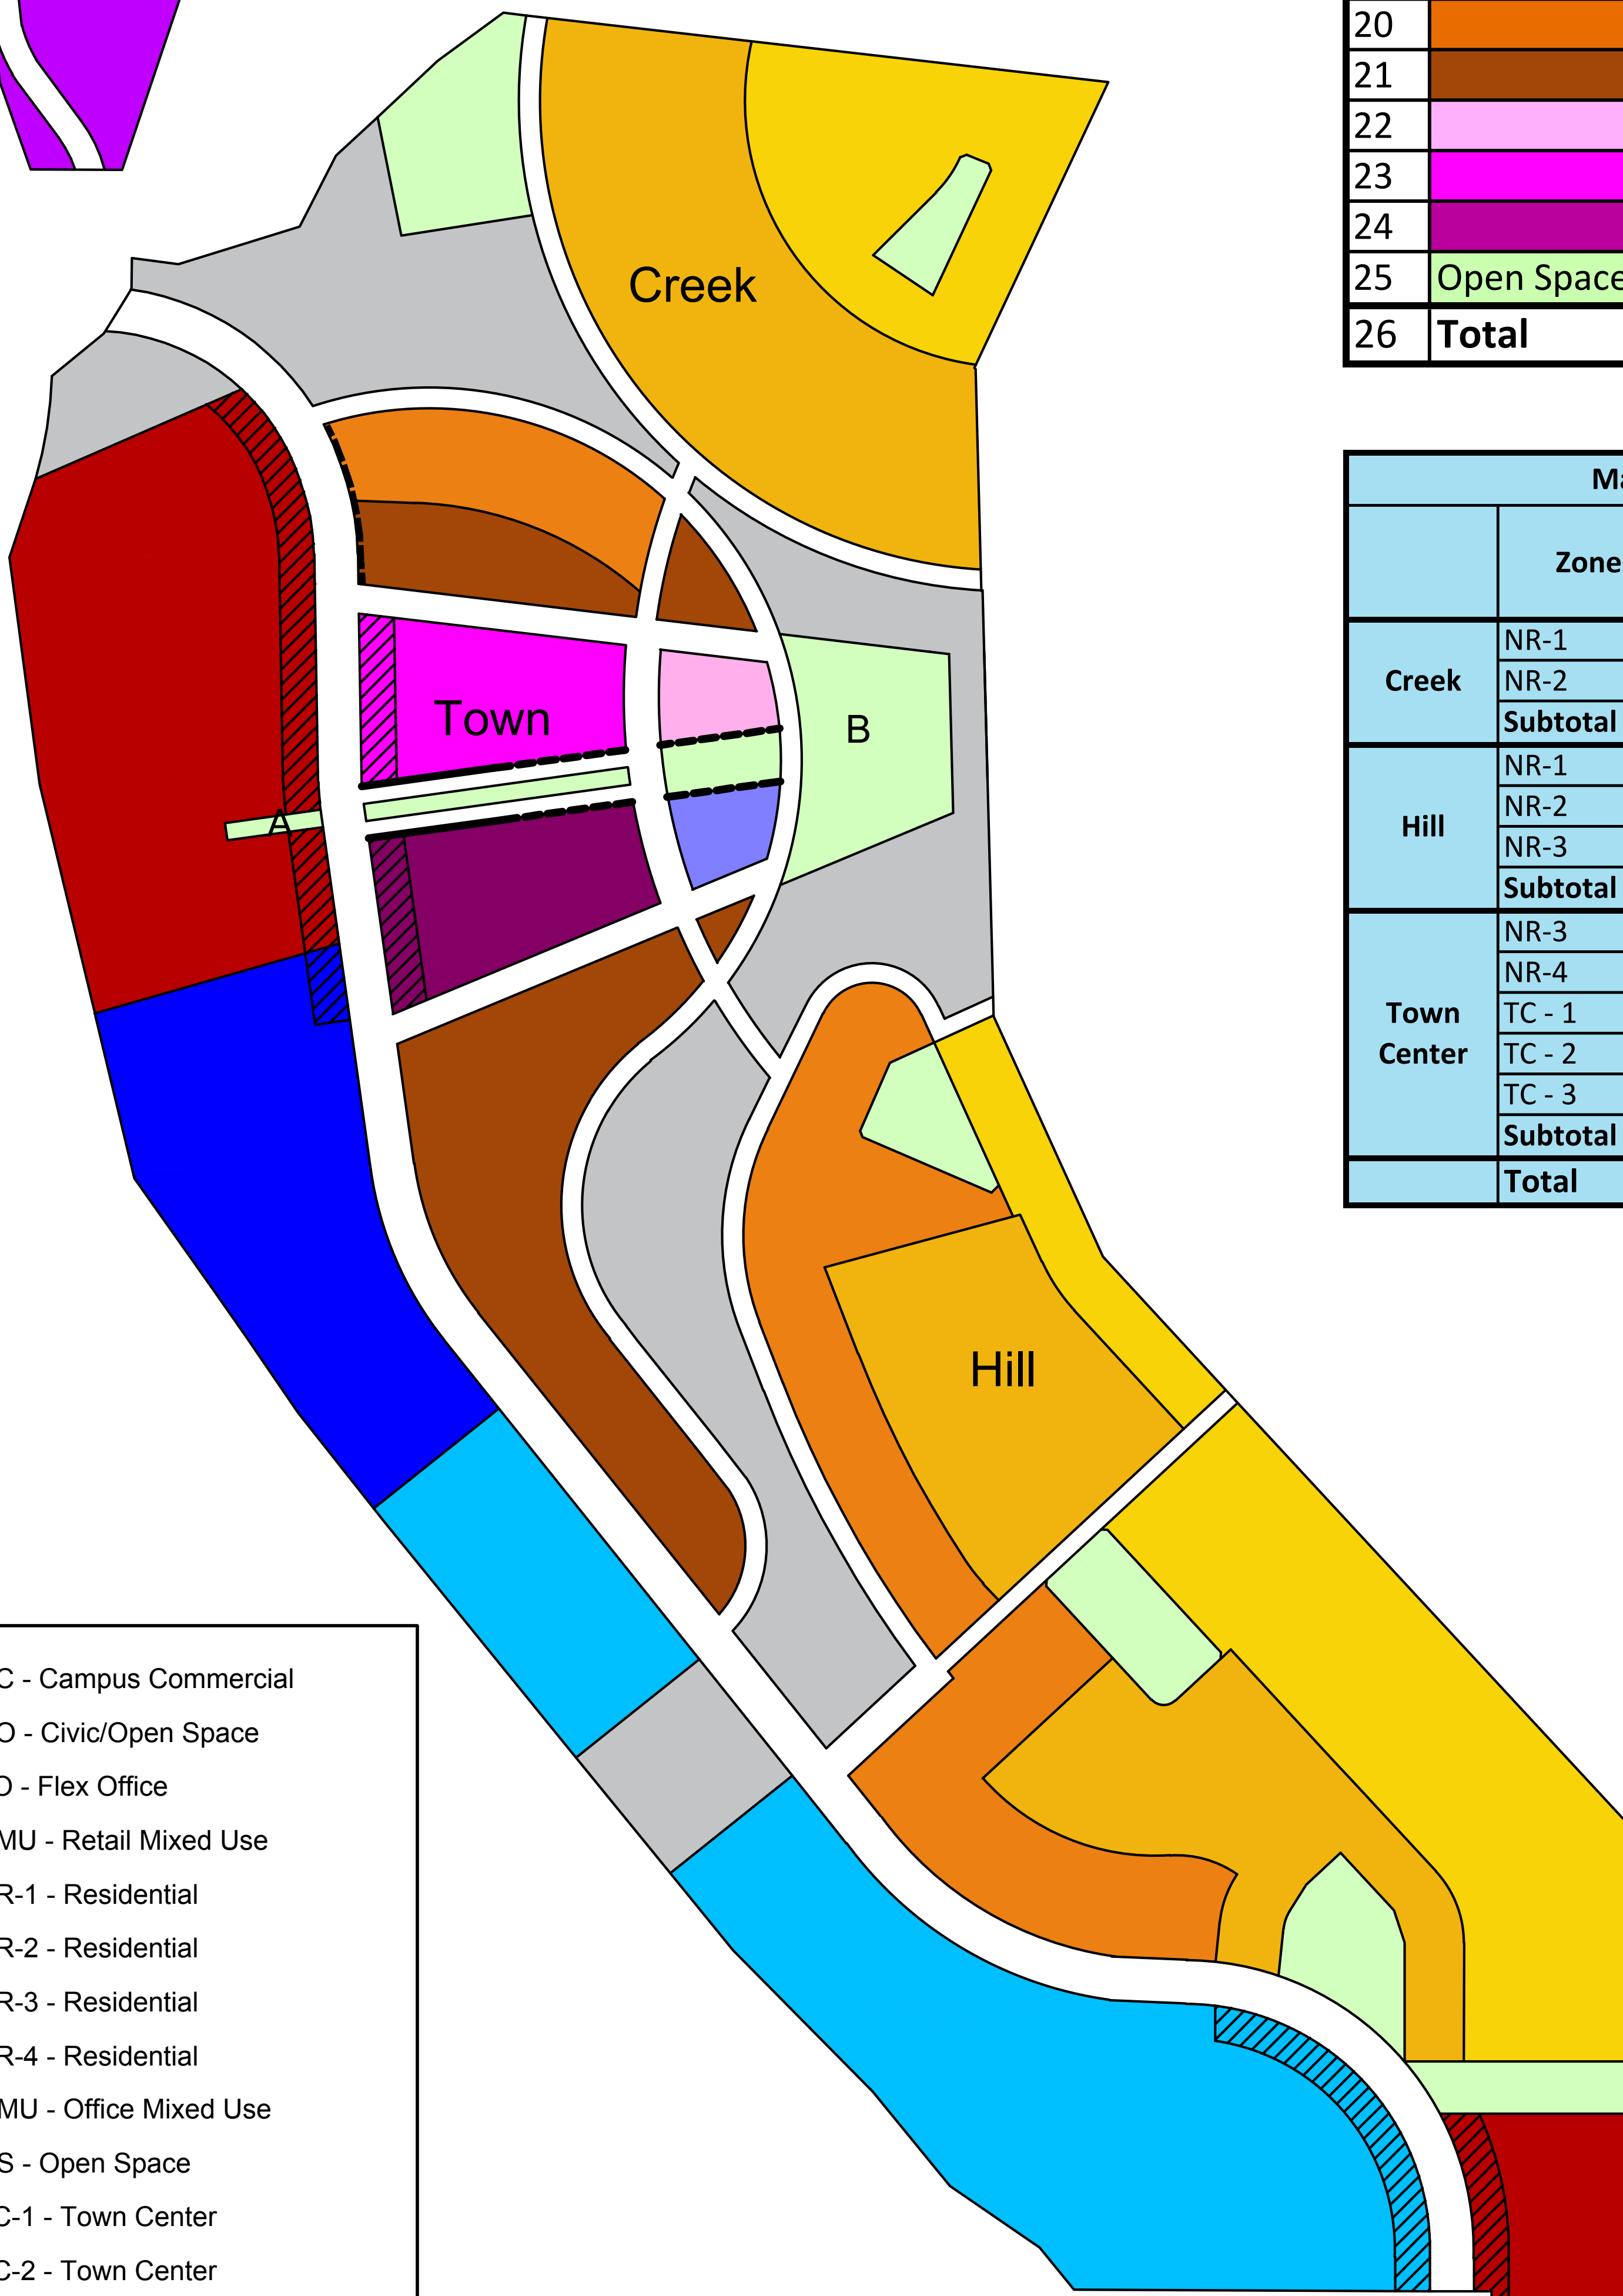 20
21
22
23
24
25 Open Space
26 Total
Creek
Town
B
A
Hill
Ma
Zone
Creek
NR-1
NR-2
Subtotal
Hill
NR-1
NR-2
NR-3
Subtotal
Town
Center
NR-3
NR-4
TC - 1
TC - 2
TC - 3
Subtotal
Total
C - Campus Commercial
O - Civic/Open Space
O - Flex Office
MU - Retail Mixed Use
R-1 - Residential
R-2 - Residential
R-3 - Residential
R-4 - Residential
MU - Office Mixed Use
S - Open Space
C-1 - Town Center
C-2 - Town Center